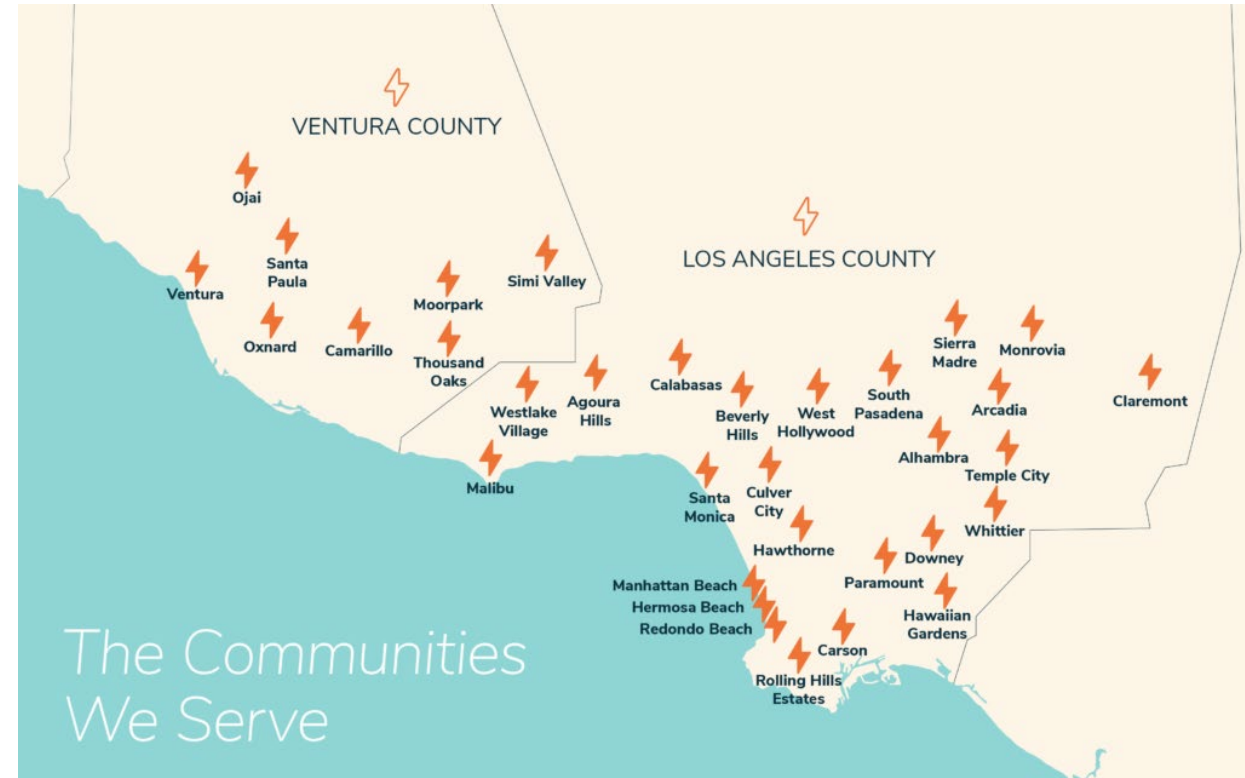 VENTURA COUNTY
Ojai
Santa
Paula
Ventura
Simi Valley
Moorpark
Oxnard
Camarillo
Thousand
Oaks
LOS ANGELES COUNTY
Westlake
Village
Agoura
Hills
Calabasas
Malibu
Beverly
Hills
West
Hollywood
South
Pasadena
Sierra
Madre
Monrovia
Arcadia
Claremont
Alhambra
Temple City
Santa
Monica
Culver
City
Whittier
Hawthorne
Downey
Paramount
Manhattan Beach
Hermosa Beach
Redondo Beach
Hawaiian
Gardens
Carson
Rolling Hills
Estates
The Communities
We Serve